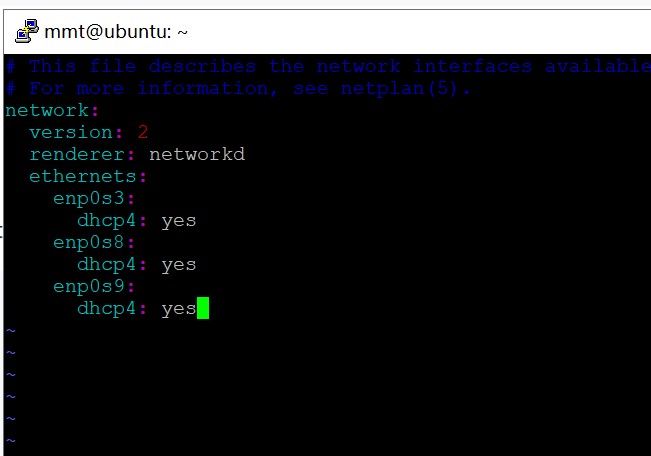 mmt@ubuntu: ~
# This file describes the network interfaces available
# For more information, see netplan(5).
network:
  version: 2
  renderer: networkd
  ethernets:
    enp0s3:
      dhcp4: yes
    enp0s8:
      dhcp4: yes
    enp0s9:
      dhcp4: yes
~
~
~
~
~
~